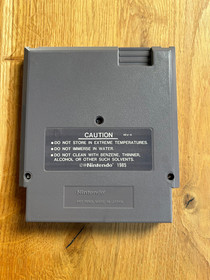 CAUTION
●DO NOT STORE IN EXTREME TEMPERATURES.
●DO NOT IMMERSE IN WATER.
●DO NOT CLEAN WITH BENZENE, THINNER,
ALCOHOL OR OTHER SUCH SOLVENTS.
©Nintendo 1985
Nintendo